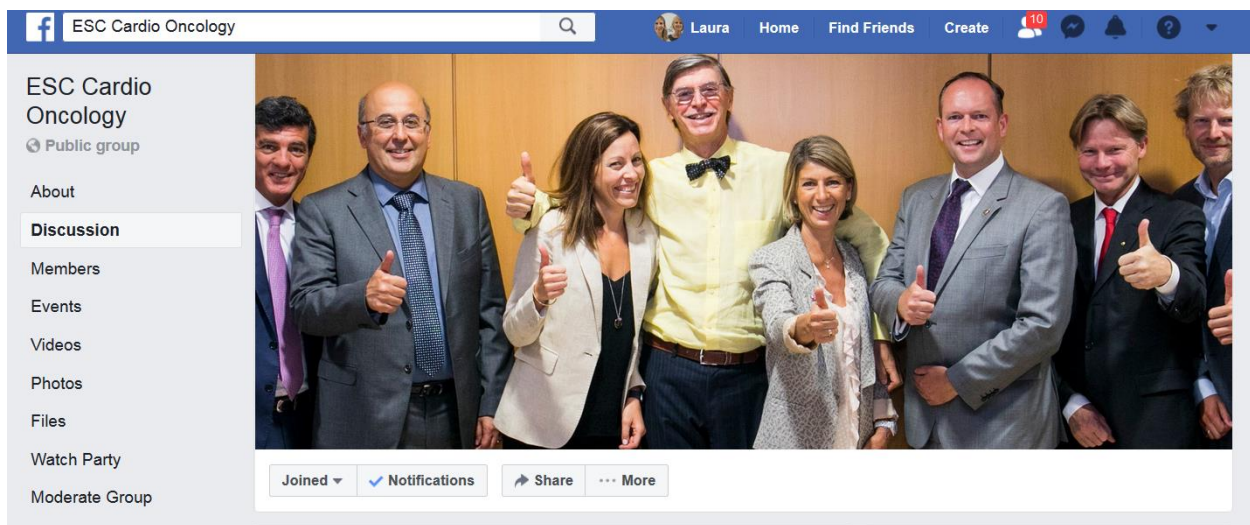 f ESC Cardio Oncology Laura Home Find Friends Create 10 ?
ESC Cardio
Oncology
Public group
About
Discussion
Members
Events
Videos
Photos
Files
Watch Party
Moderate Group
Joined Notifications Share ··· More